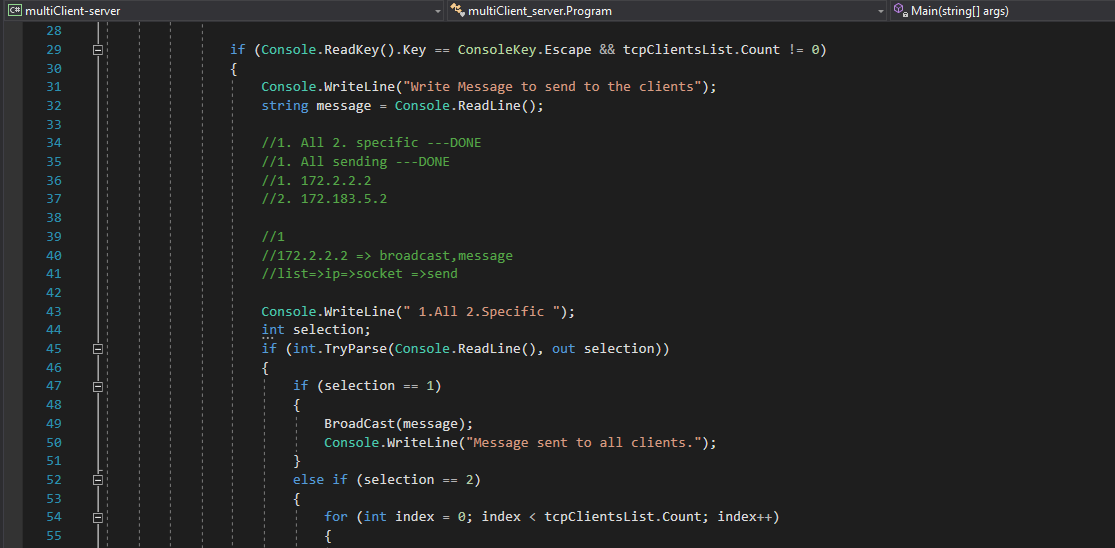 C# multiClient-server
multiClient_server.Program
Main(string[] args)
28
29 if (Console.ReadKey().Key == ConsoleKey.Escape && tcpClientsList.Count != 0)
30 {
31 Console.WriteLine("Write Message to send to the clients");
32 string message = Console.ReadLine();
33
34 //1. All 2. specific ---DONE
35 //1. All sending ---DONE
36 //1. 172.2.2.2
37 //2. 172.183.5.2
38
39 //1
40 //172.2.2.2 => broadcast,message
41 //list=>ip=>socket =>send
42
43 Console.WriteLine(" 1.All 2.Specific ");
44 int selection;
45 if (int.TryParse(Console.ReadLine(), out selection))
46 {
47 if (selection == 1)
48 {
49 BroadCast(message);
50 Console.WriteLine("Message sent to all clients.");
51 }
52 else if (selection == 2)
53 {
54 for (int index = 0; index < tcpClientsList.Count; index++)
55 {